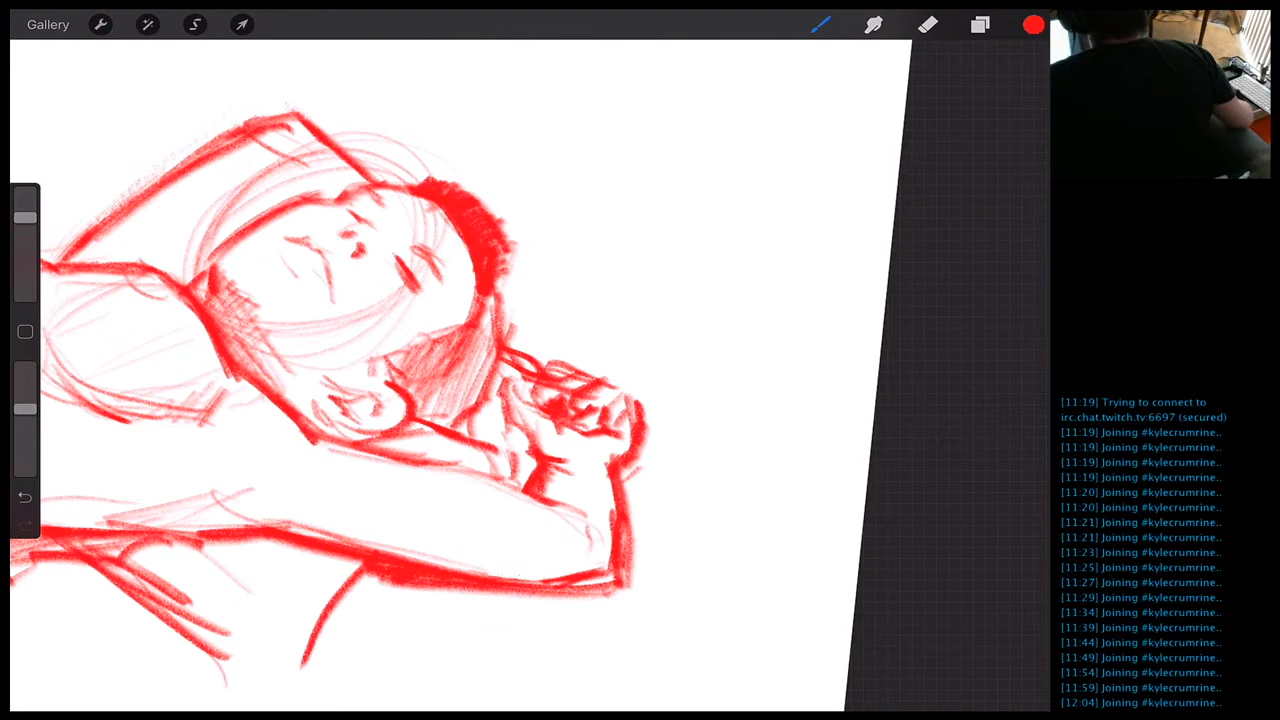 Gallery
[11:19] Trying to connect to
irc.chat.twitch.tv:6697 (secured)
[11:19] Joining #kylecrumrine..
[11:19] Joining #kylecrumrine..
[11:19] Joining #kylecrumrine..
[11:19] Joining #kylecrumrine..
[11:20] Joining #kylecrumrine..
[11:20] Joining #kylecrumrine..
[11:21] Joining #kylecrumrine..
[11:21] Joining #kylecrumrine..
[11:23] Joining #kylecrumrine..
[11:25] Joining #kylecrumrine..
[11:27] Joining #kylecrumrine..
[11:29] Joining #kylecrumrine..
[11:34] Joining #kylecrumrine..
[11:39] Joining #kylecrumrine..
[11:44] Joining #kylecrumrine..
[11:49] Joining #kylecrumrine..
[11:54] Joining #kylecrumrine..
[11:59] Joining #kylecrumrine..
[12:04] Joining #kylecrumrine..